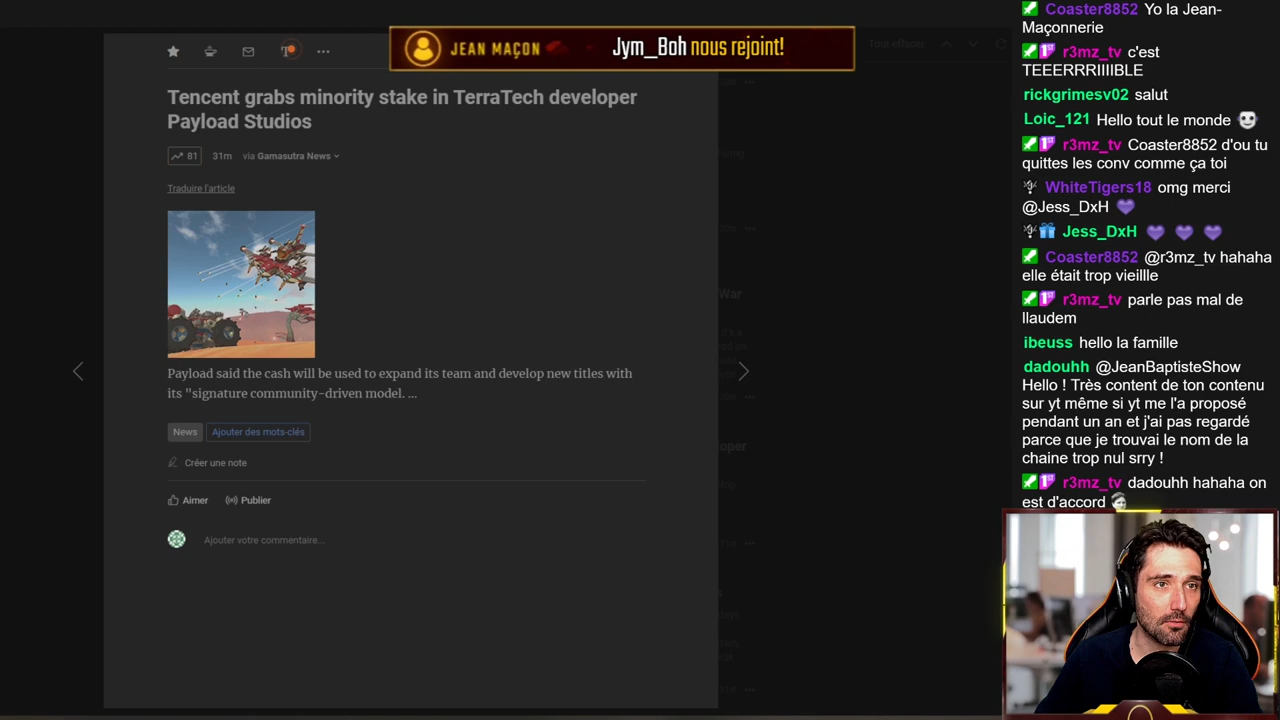 JEAN MAÇON
Jym_Boh nous rejoint!
Tout effacer
Tencent grabs minority stake in TerraTech developer
Payload Studios
81 31m via Gamasutra News
Traduire l'article
Payload said the cash will be used to expand its team and develop new titles with
its "signature community-driven model. ...
News Ajouter des mots-clés
Créer une note
Aimer Publier
Ajouter votre commentaire...
War
oper
Coaster8852 Yo la Jean-
Maçonnerie
r3mz_tv c'est
TEEERRRIIIIBLE
rickgrimesv02 salut
Loic_121 Hello tout le monde
r3mz_tv Coaster8852 d'ou tu
quittes les conv comme ça toi
WhiteTigers18 omg merci
@Jess_DxH
Jess_DxH
Coaster8852 @r3mz_tv hahaha
elle était trop vieillle
r3mz_tv parle pas mal de
llaudem
ibeuss hello la famille
dadouhh @JeanBaptisteShow
Hello ! Très content de ton contenu
sur yt même si yt me l'a proposé
pendant un an et j'ai pas regardé
parce que je trouvai le nom de la
chaine trop nul srry !
r3mz_tv dadouhh hahaha on
est d'accord